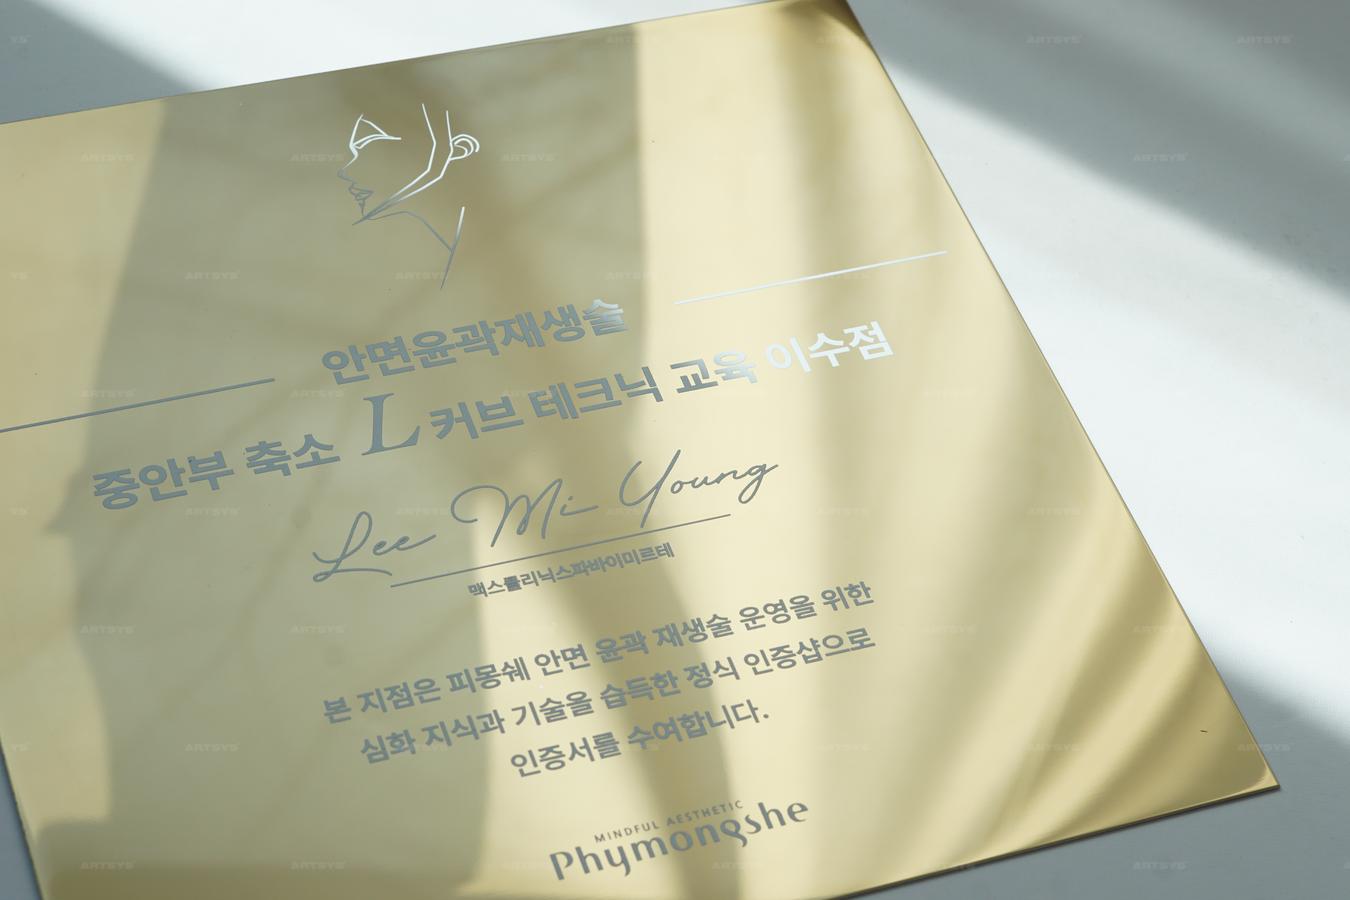 안면윤곽재생술
중안부 축소 L 커브 테크닉 교육 이수점
Lee Mi Young
맥스클리닉스파바이미르테
본 지점은 피몽쉐 안면 윤곽 재생술 운영을 위한
심화 지식과 기술을 습득한 정식 인증샵으로
인증서를 수여합니다.
MINDFUL AESTHETIC
Phymongshe
ARTSYS